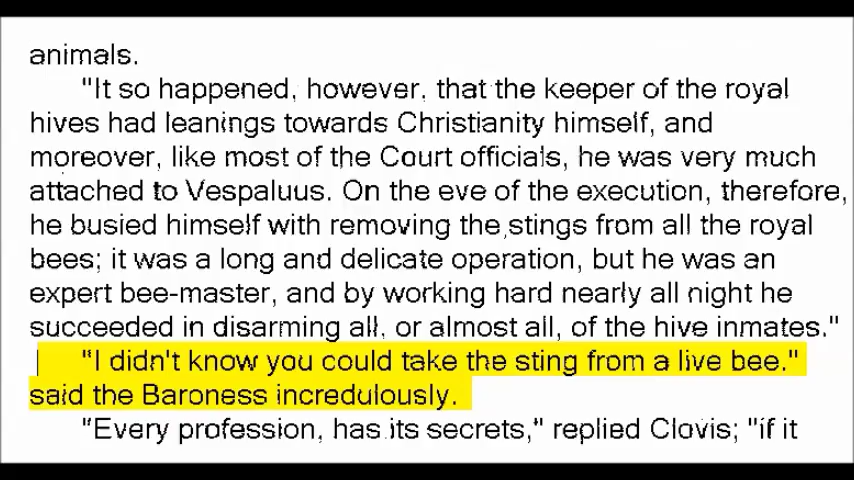 animals.
"It so happened, however, that the keeper of the royal
hives had leanings towards Christianity himself, and
moreover, like most of the Court officials, he was very much
attached to Vespaluus. On the eve of the execution, therefore,
he busied himself with removing the stings from all the royal
bees; it was a long and delicate operation, but he was an
expert bee-master, and by working hard nearly all night he
succeeded in disarming all, or almost all, of the hive inmates."
"I didn't know you could take the sting from a live bee."
said the Baroness incredulously.
"Every profession, has its secrets," replied Clovis; "if it